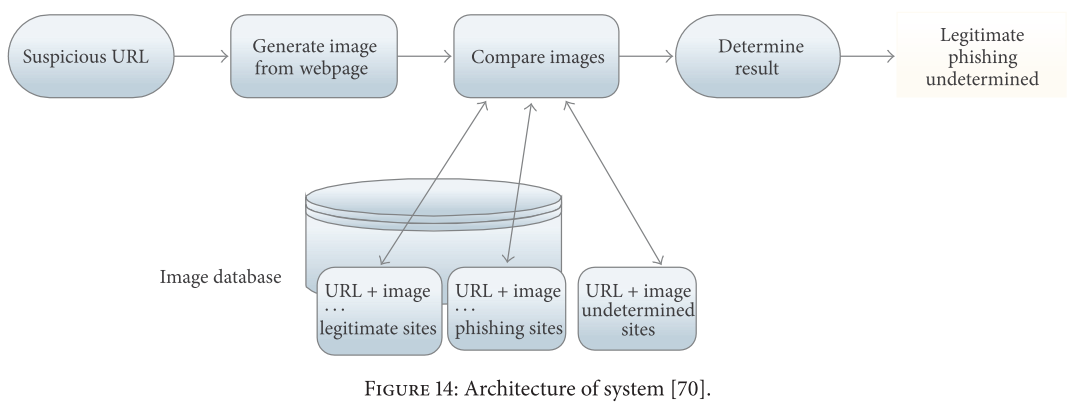 Suspicious URL
Generate image
from webpage
Compare images
Determine
result
Legitimate
phishing
undetermined
Image database
URL + image
...
legitimate sites
URL + image
...
phishing sites
URL + image
undetermined
sites
FIGURE 14: Architecture of system [70].